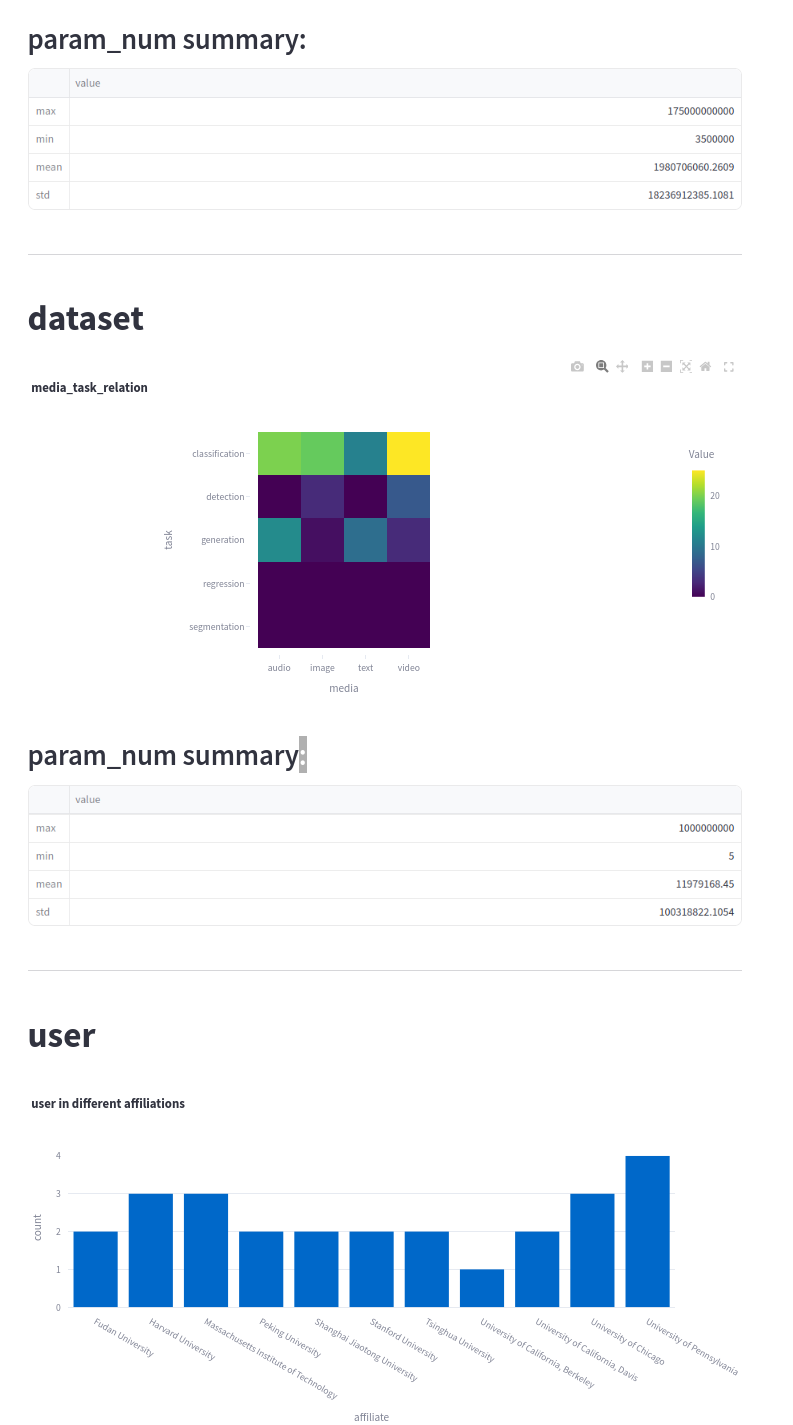 param_num summary:
value
max 175000000000
min 3500000
mean 1980706060.2609
std 18236912385.1081
dataset
media_task_relation
classification
detection
generation
regression
segmentation
task
audio image text video
media
Value
20
10
0
param_num summary:
value
max 1000000000
min 5
mean 11979168.45
std 100318822.1054
user
user in different affiliations
4
3
2
1
0
count
Fudan University
Harvard University
Massachusetts Institute of Technology
Peking University
Shanghai Jiaotong University
Stanford University
Tsinghua University
University of California, Berkeley
University of California, Davis
University of Chicago
University of Pennsylvania
affiliate